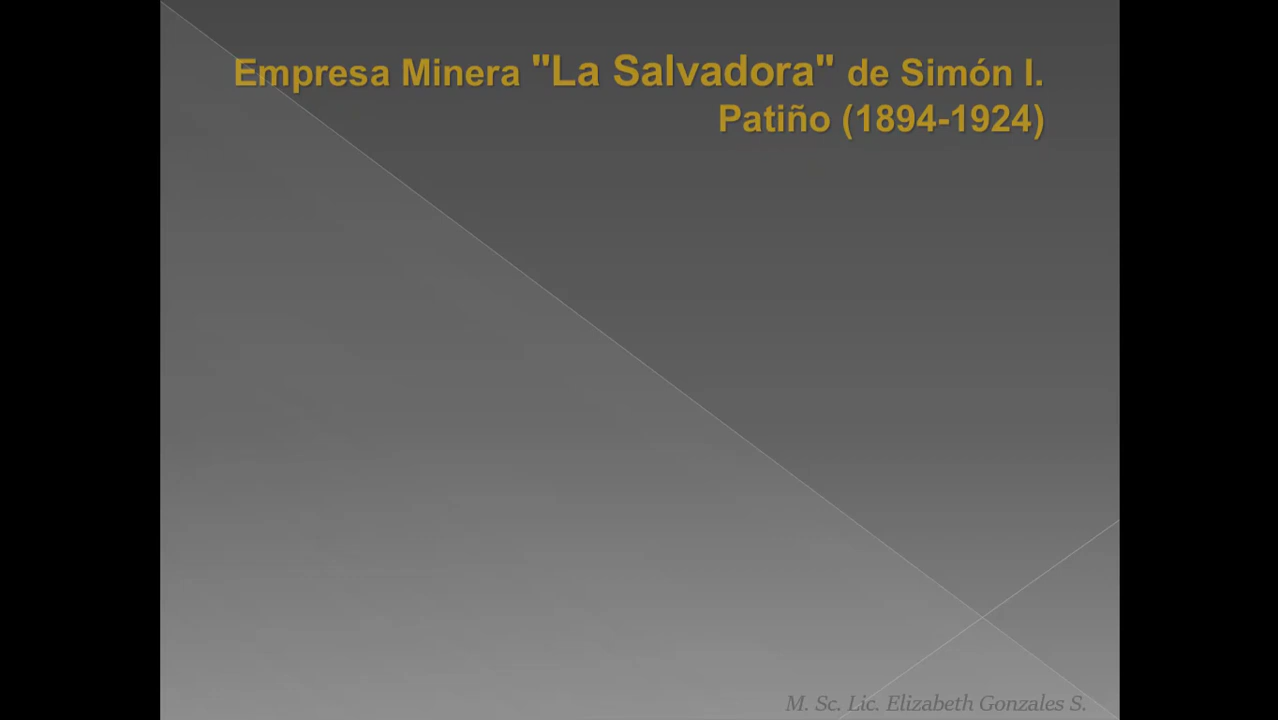 Empresa Minera "La Salvadora" de Simón I.
Patiño (1894-1924)
M. Sc. Lic. Elizabeth Gonzales S.